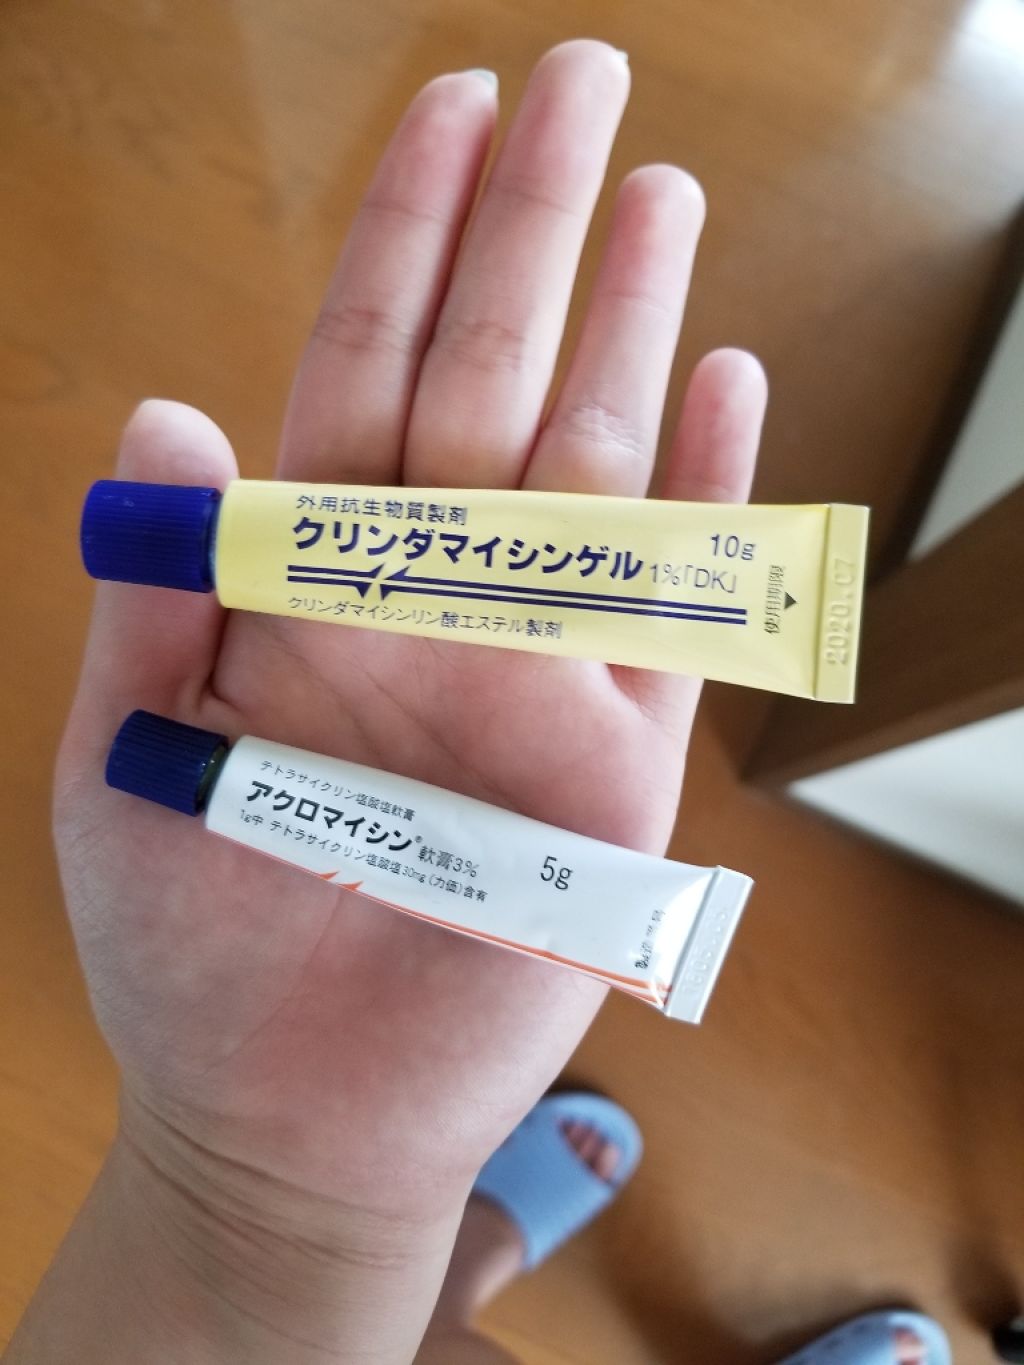 外用抗生物質製剤
クリンダマイシンゲル1%「DK」
10g
クリンダマイシンリン酸エステル製剤
使用期限
2020.07
テトラサイクリン塩酸塩軟膏
アクロマイシン® 軟膏3%
1g中 テトラサイクリン塩酸塩30mg(力価)含有
5g